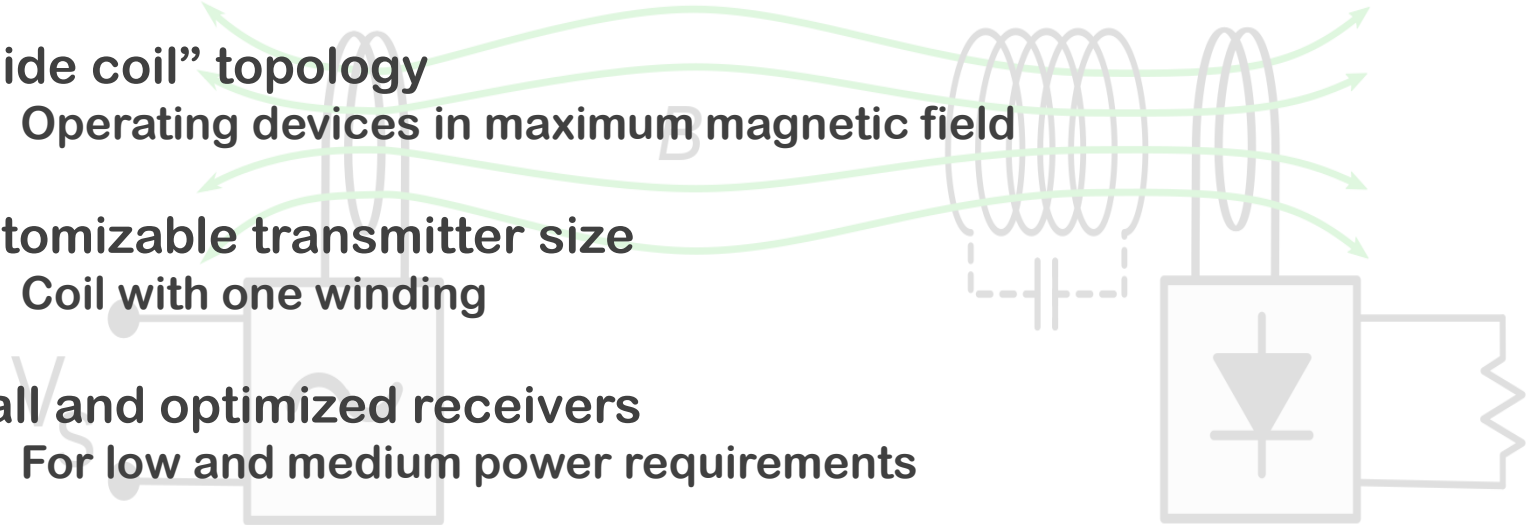 ide coil” topology
Operating devices in maximum magnetic field
B
tomizable transmitter size
Coil with one winding
V
S
all and optimized receivers
For low and medium power requirements